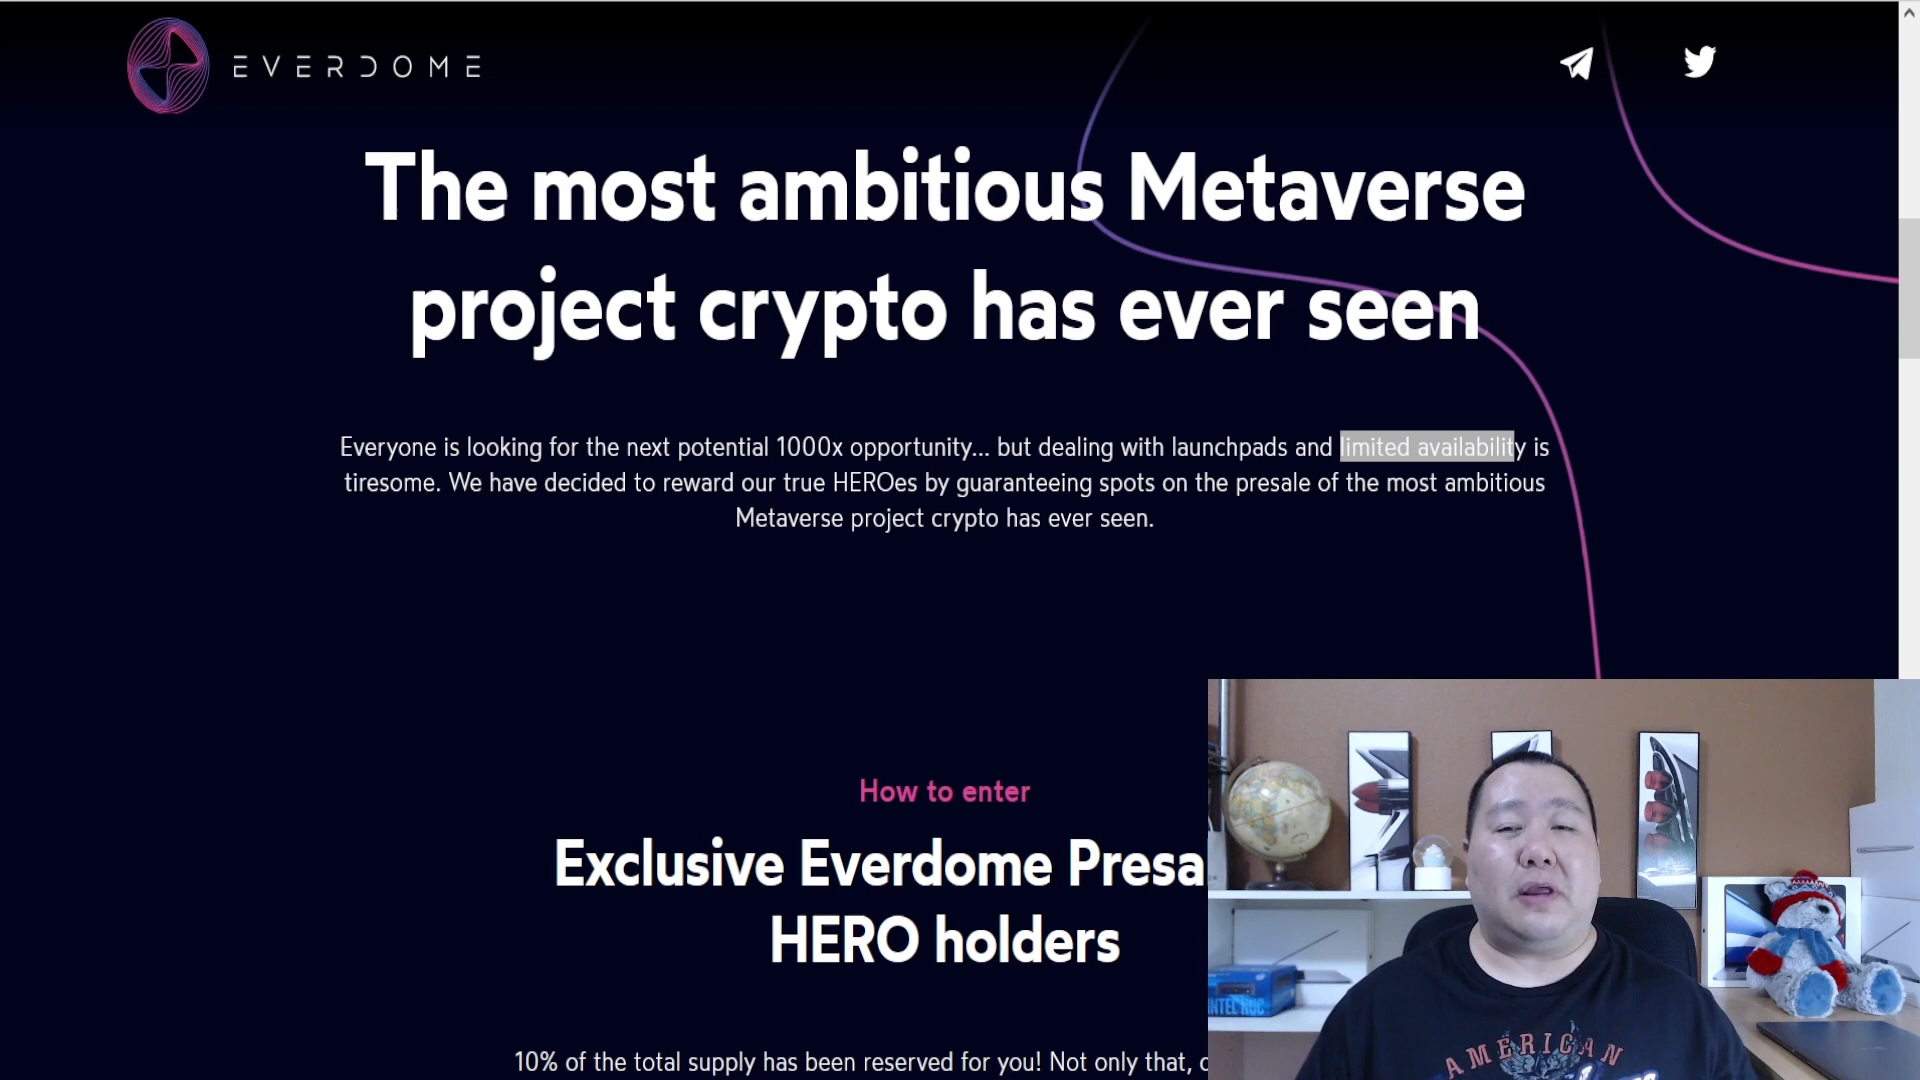 EVERDOME
The most ambitious Metaverse
project crypto has ever seen
Everyone is looking for the next potential 1000x opportunity... but dealing with launchpads and limited availability is
tiresome. We have decided to reward our true HEROes by guaranteeing spots on the presale of the most ambitious
Metaverse project crypto has ever seen.
How to enter
Exclusive Everdome Presa
HERO holders
10% of the total supply has been reserved for you! Not only that, c
INTEL NUC
AMERICAN